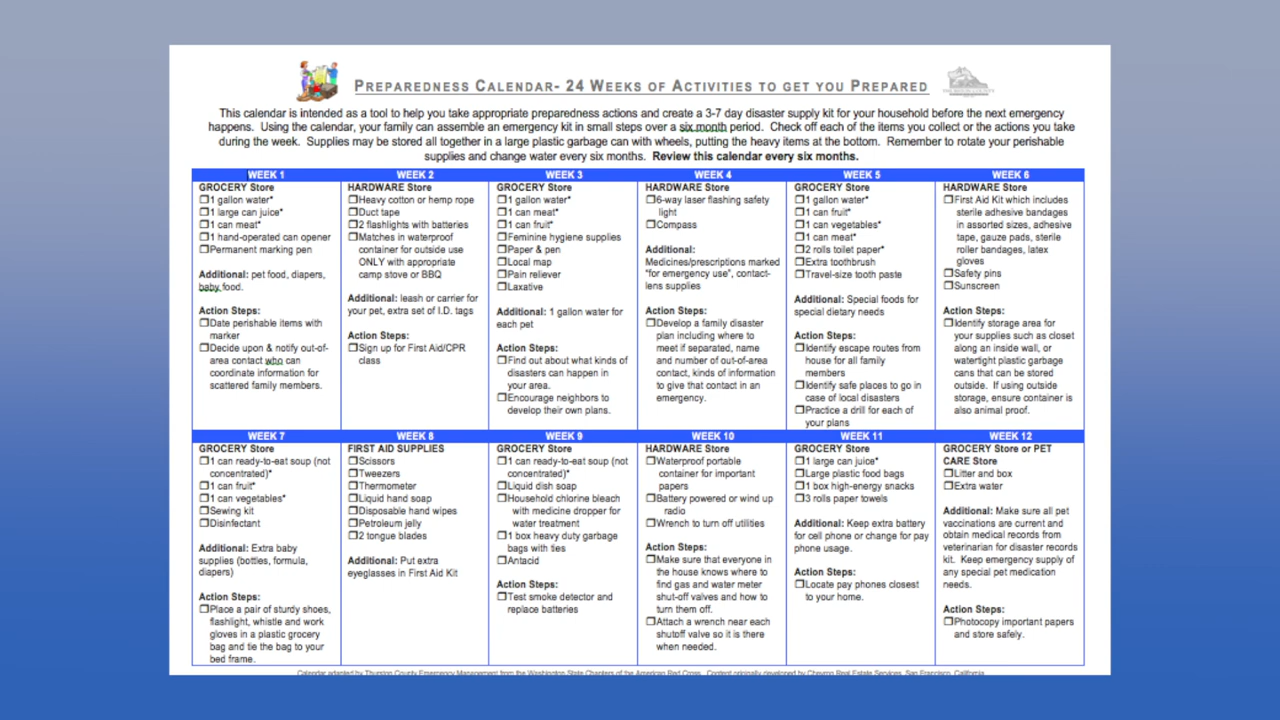 PREPAREDNESS CALENDAR- 24 WEEKS OF ACTIVITIES TO GET YOU PREPARED
This calendar is intended as a tool to help you take appropriate preparedness actions and create a 3-7 day disaster supply kit for your household before the next emergency
happens. Using the calendar, your family can assemble an emergency kit in small steps over a six month period. Check off each of the items you collect or the actions you take
during the week. Supplies may be stored all together in a large plastic garbage can with wheels, putting the heavy items at the bottom. Remember to rotate your perishable
supplies and change water every six months. Review this calendar every six months.
WEEK 1
GROCERY Store
1 gallon water*
1 large can juice*
1 can meat*
1 hand-operated can opener
Permanent marking pen
Additional: pet food, diapers,
baby food.
Action Steps:
Date perishable items with
marker
Decide upon & notify out-of-
area contact who can
coordinate information for
scattered family members.
WEEK 2
HARDWARE Store
Heavy cotton or hemp rope
Duct tape
2 flashlights with batteries
Matches in waterproof
container for outside use
ONLY with appropriate
camp stove or BBQ
Additional: leash or carrier for
your pet, extra set of I.D. tags
Action Steps:
Sign up for First Aid/CPR
class
WEEK 3
GROCERY Store
1 gallon water*
1 can meat*
1 can fruit*
Feminine hygiene supplies
Paper & pen
Local map
Pain reliever
Laxative
Additional: 1 gallon water for
each pet
Action Steps:
Find out about what kinds of
disasters can happen in
your area.
Encourage neighbors to
develop their own plans.
WEEK 4
HARDWARE Store
6-way laser flashing safety
light
Compass
Additional:
Medicines/prescriptions marked
"for emergency use", contact-
lens supplies
Action Steps:
Develop a family disaster
plan including where to
meet if separated, name
and number of out-of-area
contact, kinds of information
to give that contact in an
emergency.
WEEK 5
GROCERY Store
1 gallon water*
1 can fruit*
1 can vegetables*
1 can meat*
2 rolls toilet paper*
Extra toothbrush
Travel-size tooth paste
Additional: Special foods for
special dietary needs
Action Steps:
Identify escape routes from
house for all family
members
Identify safe places to go in
case of local disasters
Practice a drill for each of
your plans
WEEK 6
HARDWARE Store
First Aid Kit which includes
sterile adhesive bandages
in assorted sizes, adhesive
tape, gauze pads, sterile
roller bandages, latex
gloves
Safety pins
Sunscreen
Action Steps:
Identify storage area for
your supplies such as closet
along an inside wall, or
watertight plastic garbage
cans that can be stored
outside. If using outside
storage, ensure container is
also animal proof.
WEEK 7
GROCERY Store
1 can ready-to-eat soup (not
concentrated)*
1 can fruit*
1 can vegetables*
Sewing kit
Disinfectant
Additional: Extra baby
supplies (bottles, formula,
diapers)
Action Steps:
Place a pair of sturdy shoes,
flashlight, whistle and work
gloves in a plastic grocery
bag and tie the bag to your
bed frame.
WEEK 8
FIRST AID SUPPLIES
Scissors
Tweezers
Thermometer
Liquid hand soap
Disposable hand wipes
Petroleum jelly
2 tongue blades
Additional: Put extra
eyeglasses in First Aid Kit
WEEK 9
GROCERY Store
1 can ready-to-eat soup (not
concentrated)*
Liquid dish soap
Household chlorine bleach
with medicine dropper for
water treatment
1 box heavy duty garbage
bags with ties
Antacid
Action Steps:
Test smoke detector and
replace batteries
WEEK 10
HARDWARE Store
Waterproof portable
container for important
papers
Battery powered or wind up
radio
Wrench to turn off utilities
Action Steps:
Make sure that everyone in
the house knows where to
find gas and water meter
shut-off valves and how to
turn them off.
Attach a wrench near each
shutoff valve so it is there
when needed.
WEEK 11
GROCERY Store
1 large can juice*
Large plastic food bags
1 box high-energy snacks
3 rolls paper towels
Additional: Keep extra battery
for cell phone or change for pay
phone usage.
Action Steps:
Locate pay phones closest
to your home.
WEEK 12
GROCERY Store or PET
CARE Store
Litter and box
Extra water
Additional: Make sure all pet
vaccinations are current and
obtain medical records from
veterinarian for disaster records
kit. Keep emergency supply of
any special pet medication
needs.
Action Steps:
Photocopy important papers
and store safely.
Calendar adapted by Thurston County Emergency Management from the Washington State Chapters of the American Red Cross. Content originally developed by Chevron Real Estate Services, San Francisco, California